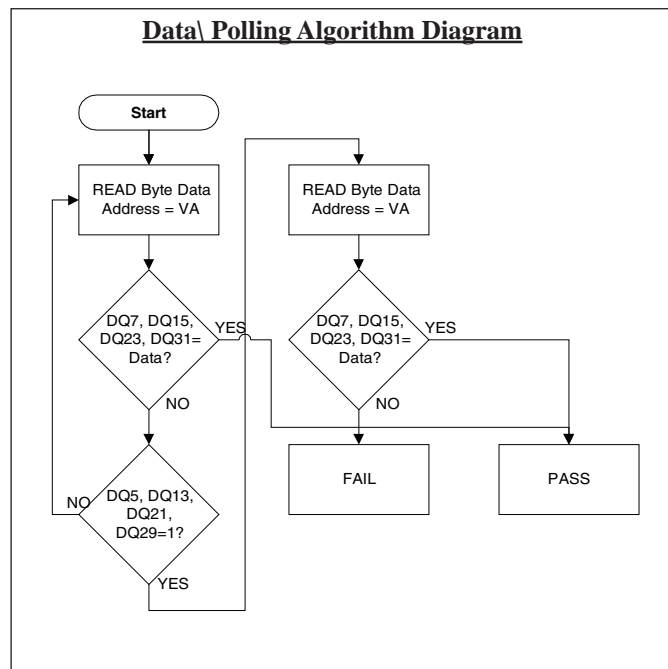 Data\ Polling Algorithm Diagram
Start
READ Byte Data
Address = VA
DQ7, DQ15,
DQ23, DQ31=
Data?
YES
NO
DQ5, DQ13,
DQ21,
DQ29=1?
NO
YES
READ Byte Data
Address = VA
DQ7, DQ15,
DQ23, DQ31=
Data?
YES
NO
FAIL
PASS